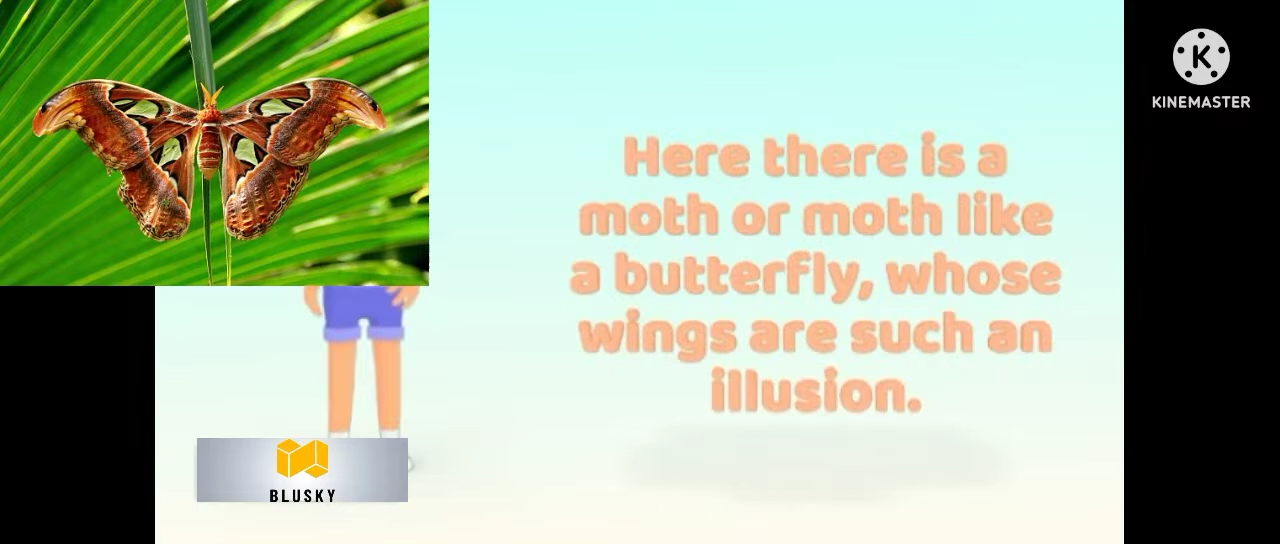 Here there is a
moth or moth like
a butterfly, whose
wings are such an
illusion.
K
KINEMASTER
BLUSKY